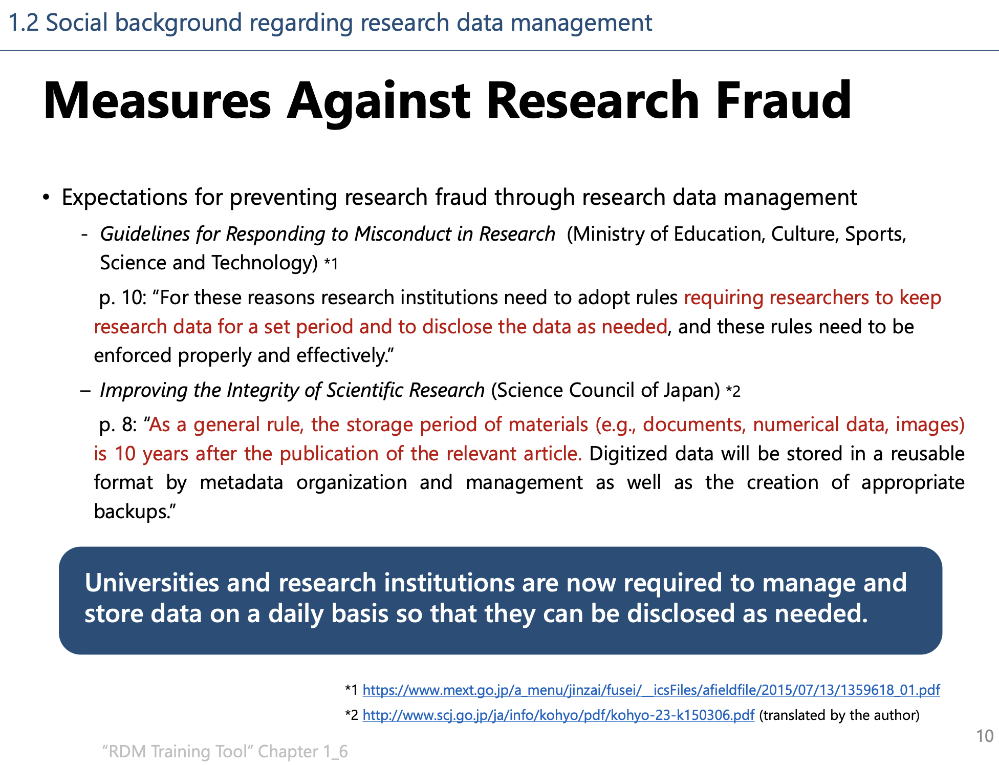 1.2 Social background regarding research data management
Measures Against Research Fraud
• Expectations for preventing research fraud through research data management
- Guidelines for Responding to Misconduct in Research (Ministry of Education, Culture, Sports,
Science and Technology) *1
p. 10: “For these reasons research institutions need to adopt rules requiring researchers to keep
research data for a set period and to disclose the data as needed, and these rules need to be
enforced properly and effectively.”
– Improving the Integrity of Scientific Research (Science Council of Japan) *2
p. 8: “As a general rule, the storage period of materials (e.g., documents, numerical data, images)
is 10 years after the publication of the relevant article. Digitized data will be stored in a reusable
format by metadata organization and management as well as the creation of appropriate
backups.”
Universities and research institutions are now required to manage and
store data on a daily basis so that they can be disclosed as needed.
*1 https://www.mext.go.jp/a_menu/jinzai/fusei/__icsFiles/afieldfile/2015/07/13/1359618_01.pdf
*2 http://www.scj.go.jp/ja/info/kohyo/pdf/kohyo-23-k150306.pdf (translated by the author)
10
“RDM Training Tool” Chapter 1_6